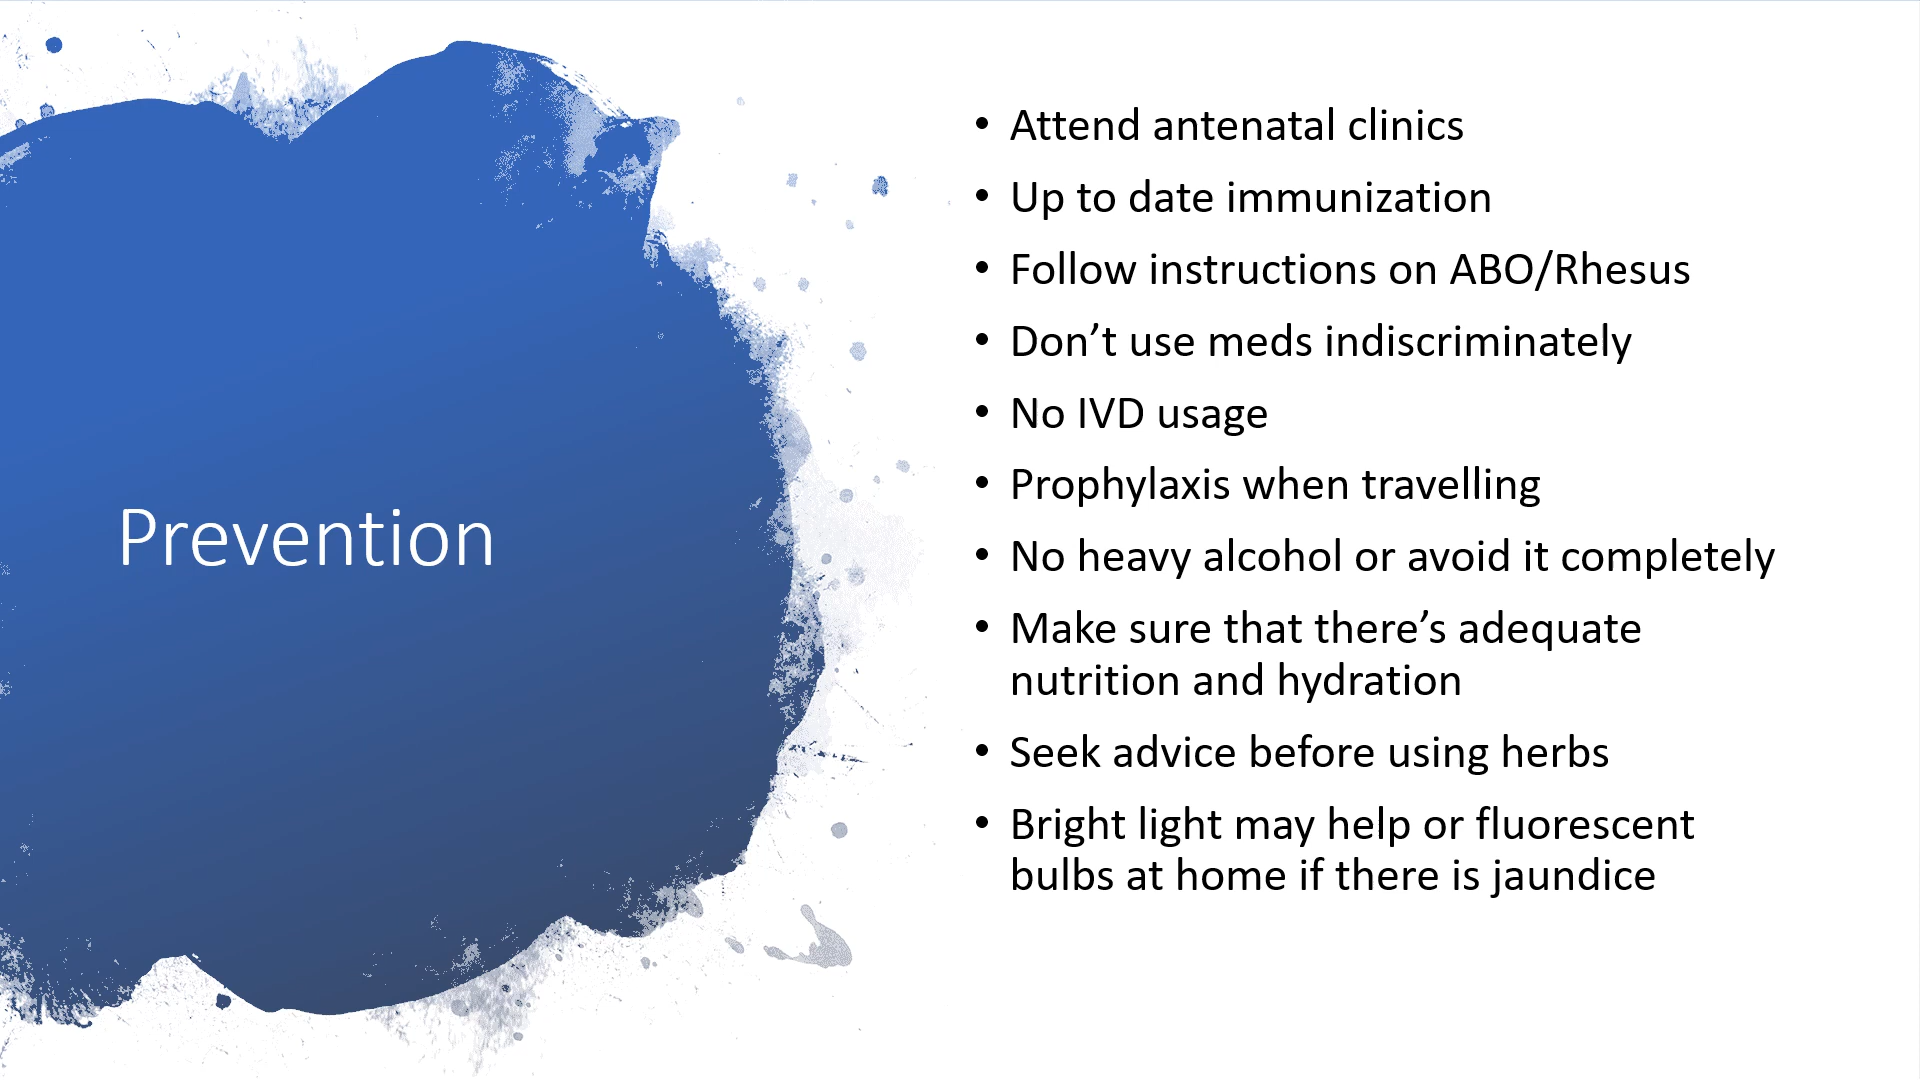 Prevention
• Attend antenatal clinics
• Up to date immunization
• Follow instructions on ABO/Rhesus
• Don’t use meds indiscriminately
• No IVD usage
• Prophylaxis when travelling
• No heavy alcohol or avoid it completely
• Make sure that there’s adequate
nutrition and hydration
• Seek advice before using herbs
• Bright light may help or fluorescent
bulbs at home if there is jaundice